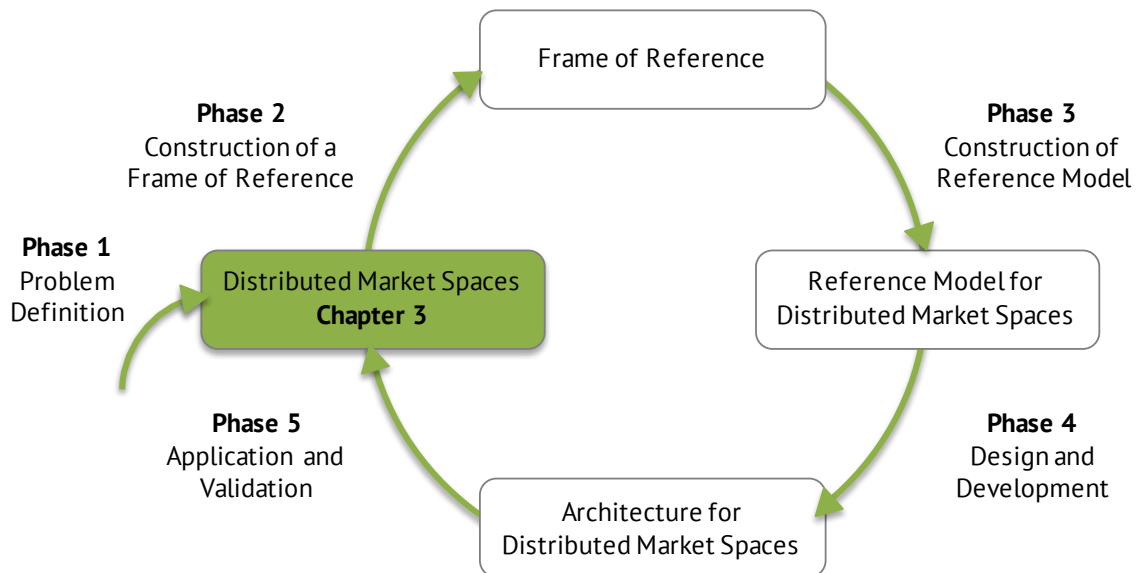 Frame of Reference
Phase 2
Construction of a
Frame of Reference
Phase 3
Construction of
Reference Model
Phase 1
Problem
Definition
Distributed Market Spaces
Chapter 3
Reference Model for
Distributed Market Spaces
Phase 5
Application and
Validation
Phase 4
Design and
Development
Architecture for
Distributed Market Spaces